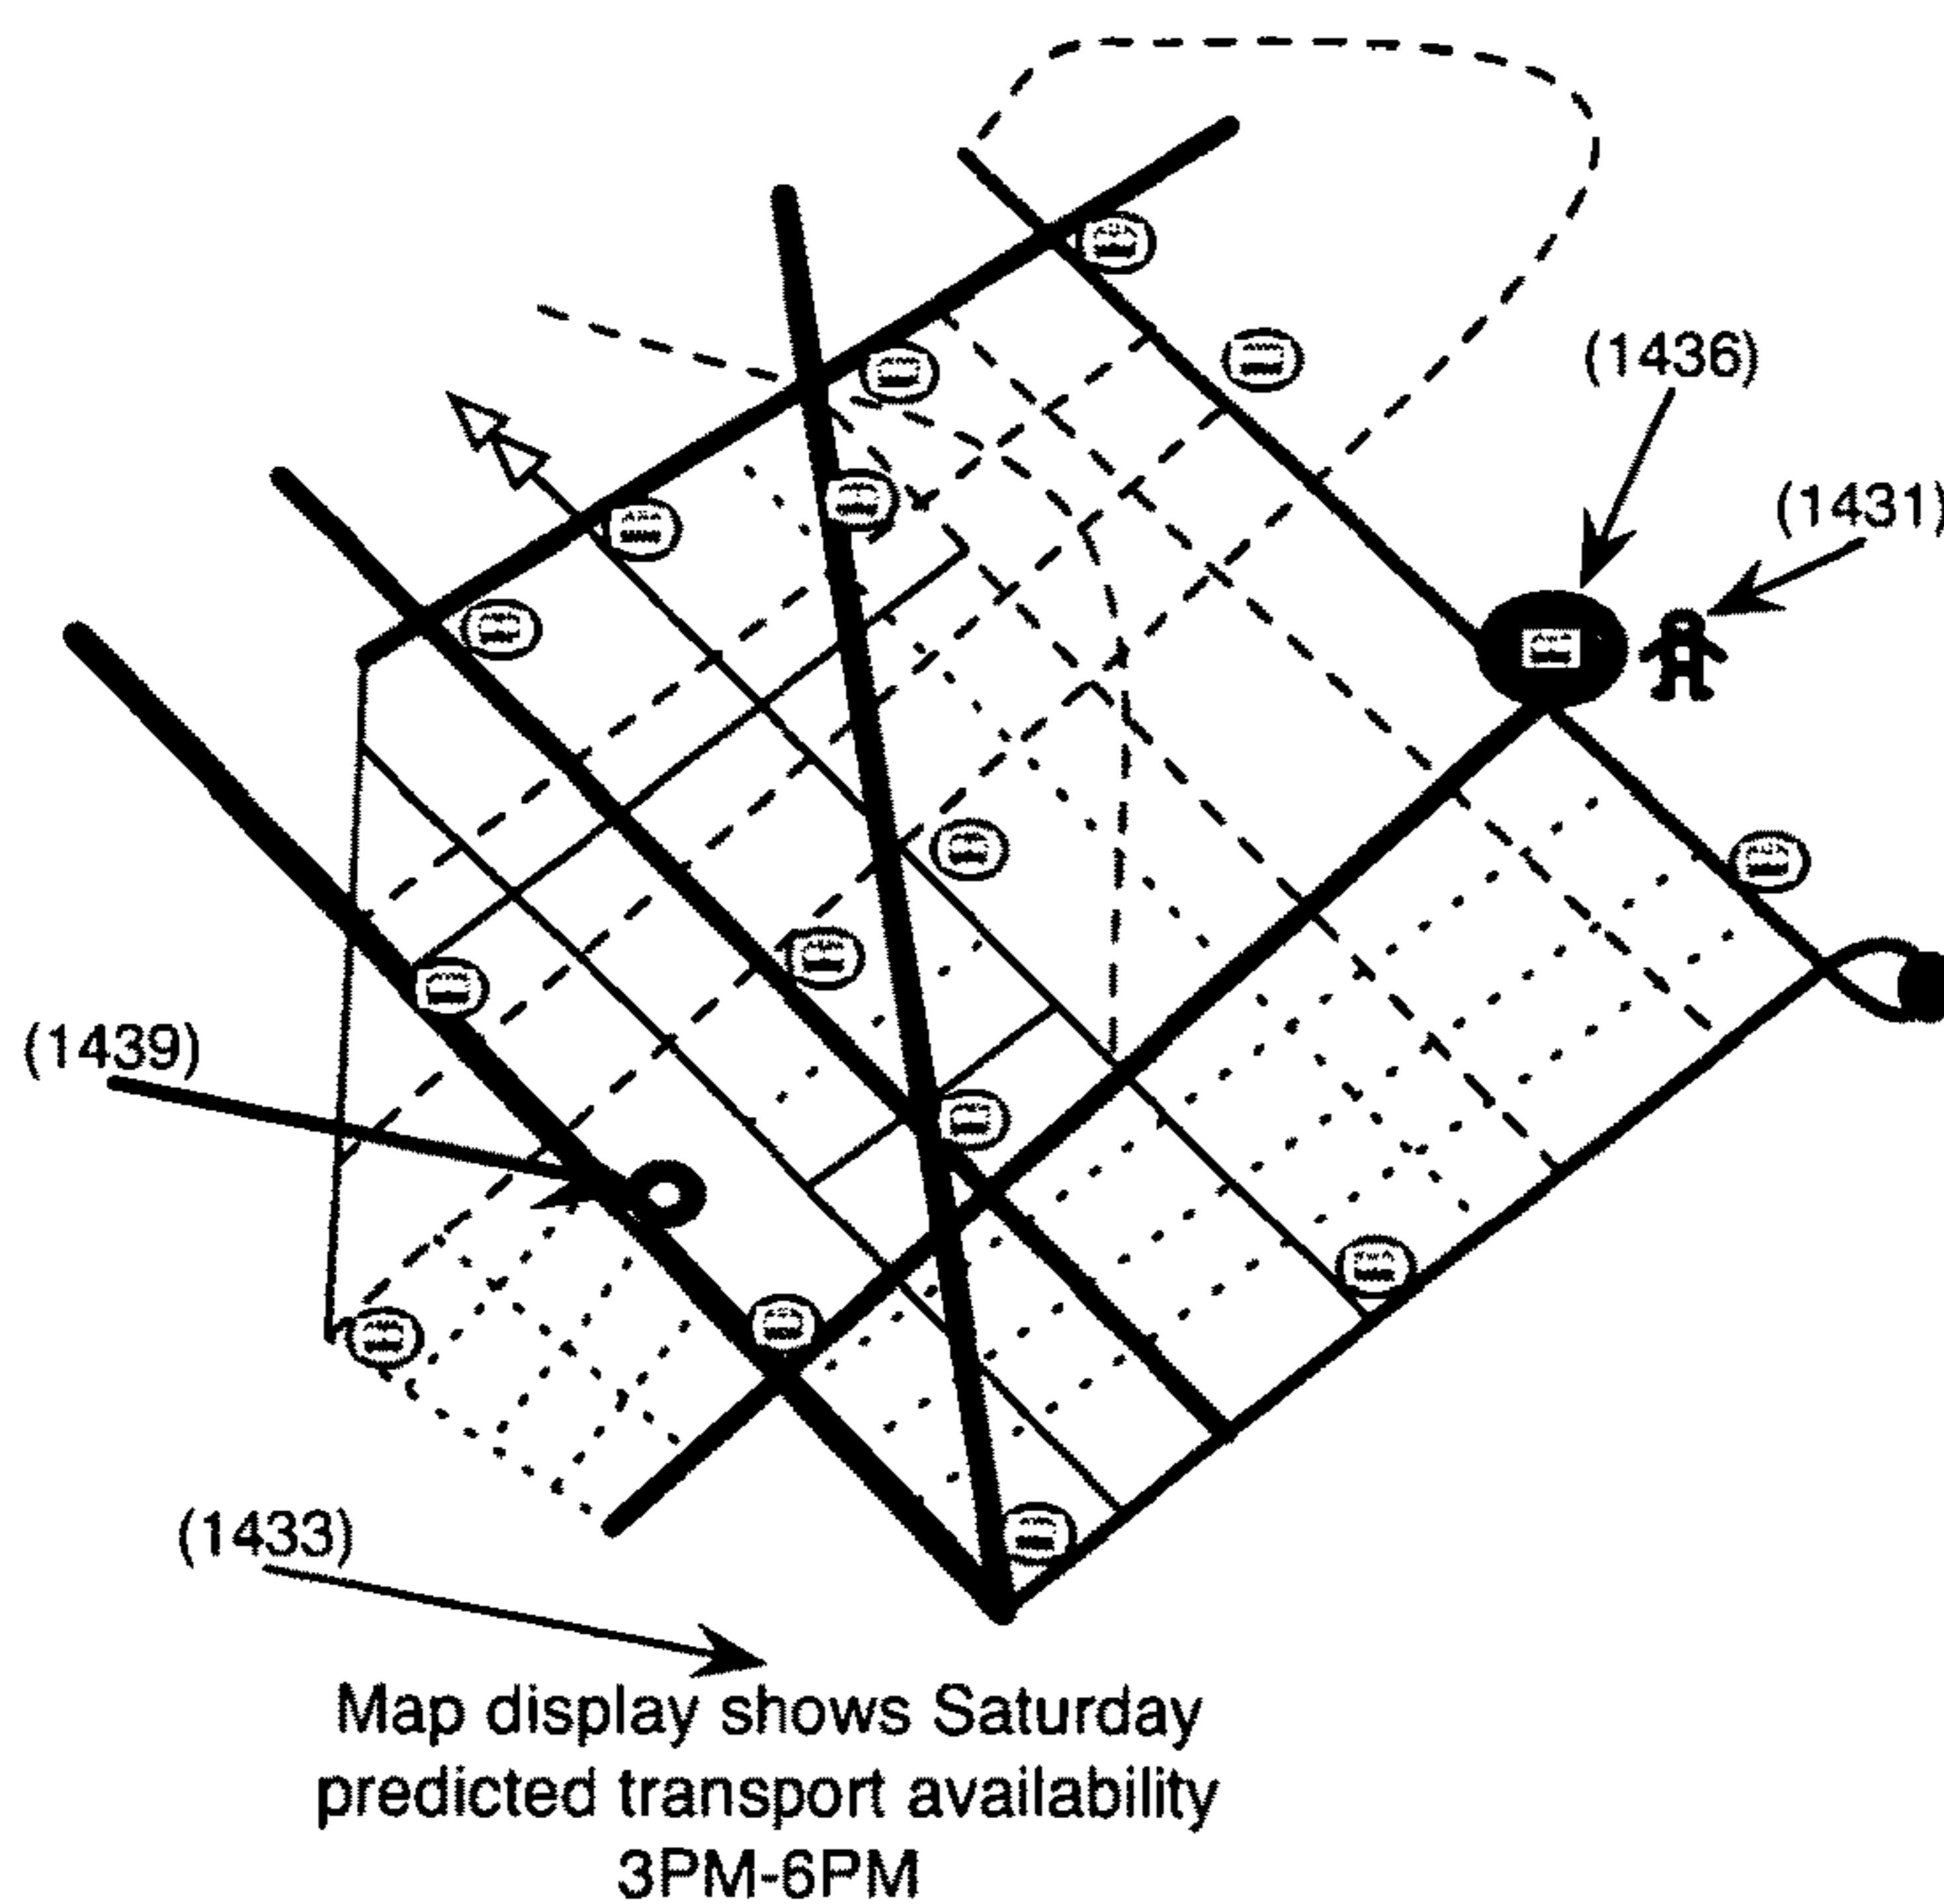 (1436)
(1431)
(1439)
(1433)
Map display shows Saturday
predicted transport availability
3PM-6PM